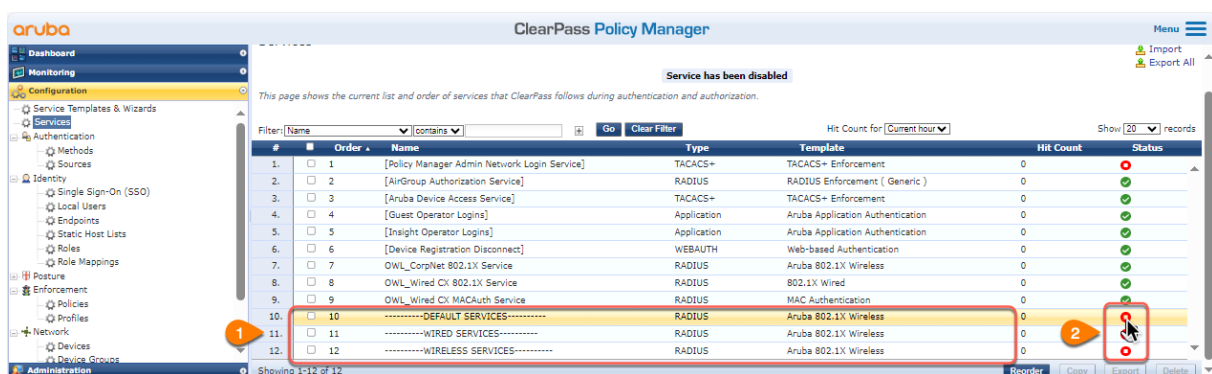 aruba
ClearPass Policy Manager
Menu
Dashboard
Monitoring
Configuration
Service Templates & Wizards
Services
Authentication
Methods
Sources
Identity
Single Sign-On (SSO)
Local Users
Endpoints
Static Host Lists
Roles
Role Mappings
Posture
Enforcement
Policies
Profiles
Network
Devices
Device Groups
Administration
Import
Export All
Service has been disabled
This page shows the current list and order of services that ClearPass follows during authentication and authorization.
Filter: Name contains + Go Clear Filter Hit Count for Current hour Show 20 records
# Order Name Type Template Hit Count Status
1. 1 [Policy Manager Admin Network Login Service] TACACS+ TACACS+ Enforcement 0
2. 2 [AirGroup Authorization Service] RADIUS RADIUS Enforcement ( Generic ) 0
3. 3 [Aruba Device Access Service] TACACS+ TACACS+ Enforcement 0
4. 4 [Guest Operator Logins] Application Aruba Application Authentication 0
5. 5 [Insight Operator Logins] Application Aruba Application Authentication 0
6. 6 [Device Registration Disconnect] WEBAUTH Web-based Authentication 0
7. 7 OWL_CorpNet 802.1X Service RADIUS Aruba 802.1X Wireless 0
8. 8 OWL_Wired CX 802.1X Service RADIUS 802.1X Wired 0
9. 9 OWL_Wired CX MACAuth Service RADIUS MAC Authentication 0
10. 10 ----------DEFAULT SERVICES---------- RADIUS Aruba 802.1X Wireless 0
11. 11 ----------WIRED SERVICES---------- RADIUS Aruba 802.1X Wireless 0
12. 12 ----------WIRELESS SERVICES---------- RADIUS Aruba 802.1X Wireless 0
1
2
Showing 1-12 of 12
Reorder Copy Export Delete